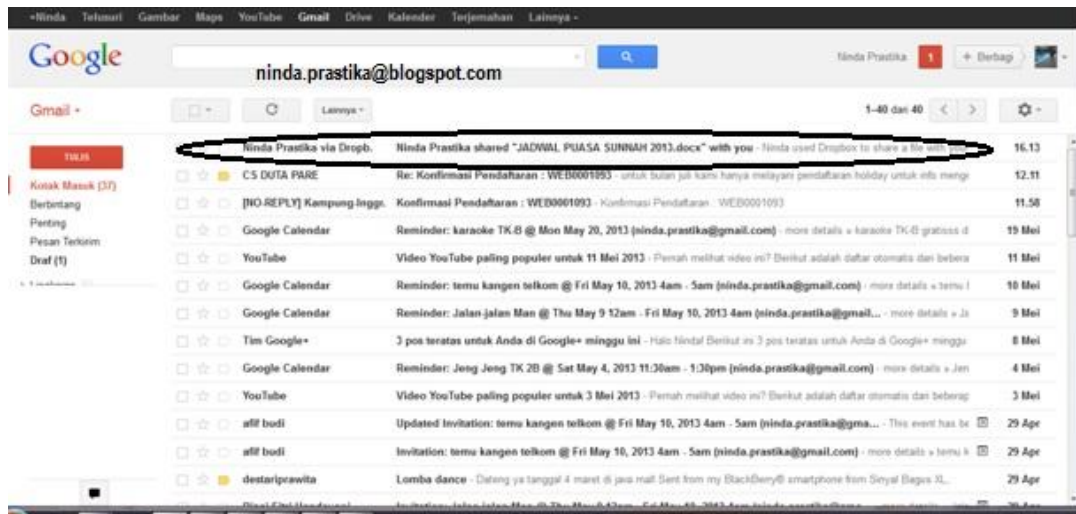 +Ninda Telusuri Gambar Maps YouTube Gmail Drive Kalender Terjemahan Lainnya
Google
Ninda Prastika 1 + Berbagi
ninda.prastika@blogspot.com
Gmail Lainnya 1-40 dari 40
TULIS
Kotak Masuk (37)
Berbintang
Penting
Pesan Terkirim
Draf (1)
Ninda Prastika via Dropb. Ninda Prastika shared "JADWAL PUASA SUNNAH 2013.docx" with you - Ninda used Dropbox to share a file with you 16.13
CS DUTA PARE Re: Konfirmasi Pendaftaran : WEB0001093 - untuk bulan juli kami hanya melayani pendaftaran holiday untuk info menge 12.11
[NO-REPLY] Kampung Inggr. Konfirmasi Pendaftaran : WEB0001093 - Konfirmasi Pendaftaran : WEB0001093 11.58
Google Calendar Reminder: karaoke TK-B @ Mon May 20, 2013 (ninda.prastika@gmail.com) - more details » karaoke TK-B gratisss d 19 Mei
YouTube Video YouTube paling populer untuk 11 Mei 2013 - Pernah melihat video ini? Berikut adalah daftar otomatis dari bebera 11 Mei
Google Calendar Reminder: temu kangen telkom @ Fri May 10, 2013 4am - 5am (ninda.prastika@gmail.com) - more details » temu 10 Mei
Google Calendar Reminder: Jalan-jalan Man @ Thu May 9 12am - Fri May 10, 2013 4am (ninda.prastika@gmail... - more details » Ja 9 Mei
Tim Google+ 3 pos teratas untuk Anda di Google+ minggu ini - Halo Ninda! Berikut ini 3 pos teratas untuk Anda di Google+ minggu 8 Mei
Google Calendar Reminder: Jeng Jeng TK 2B @ Sat May 4, 2013 11:30am - 1:30pm (ninda.prastika@gmail.com) - more details » Jen 4 Mei
YouTube Video YouTube paling populer untuk 3 Mei 2013 - Pernah melihat video ini? Berikut adalah daftar otomatis dari beberap 3 Mei
afif budi Updated Invitation: temu kangen telkom @ Fri May 10, 2013 4am - 5am (ninda.prastika@gma... - This event has be 29 Apr
afif budi Invitation: temu kangen telkom @ Fri May 10, 2013 4am - 5am (ninda.prastika@gmail.com) - more details » temu k 29 Apr
destariprawita Lomba dance - Dateng ya tanggal 4 maret di java mall Sent from my BlackBerry® smartphone from Sinyal Bagus XL, 29 Apr